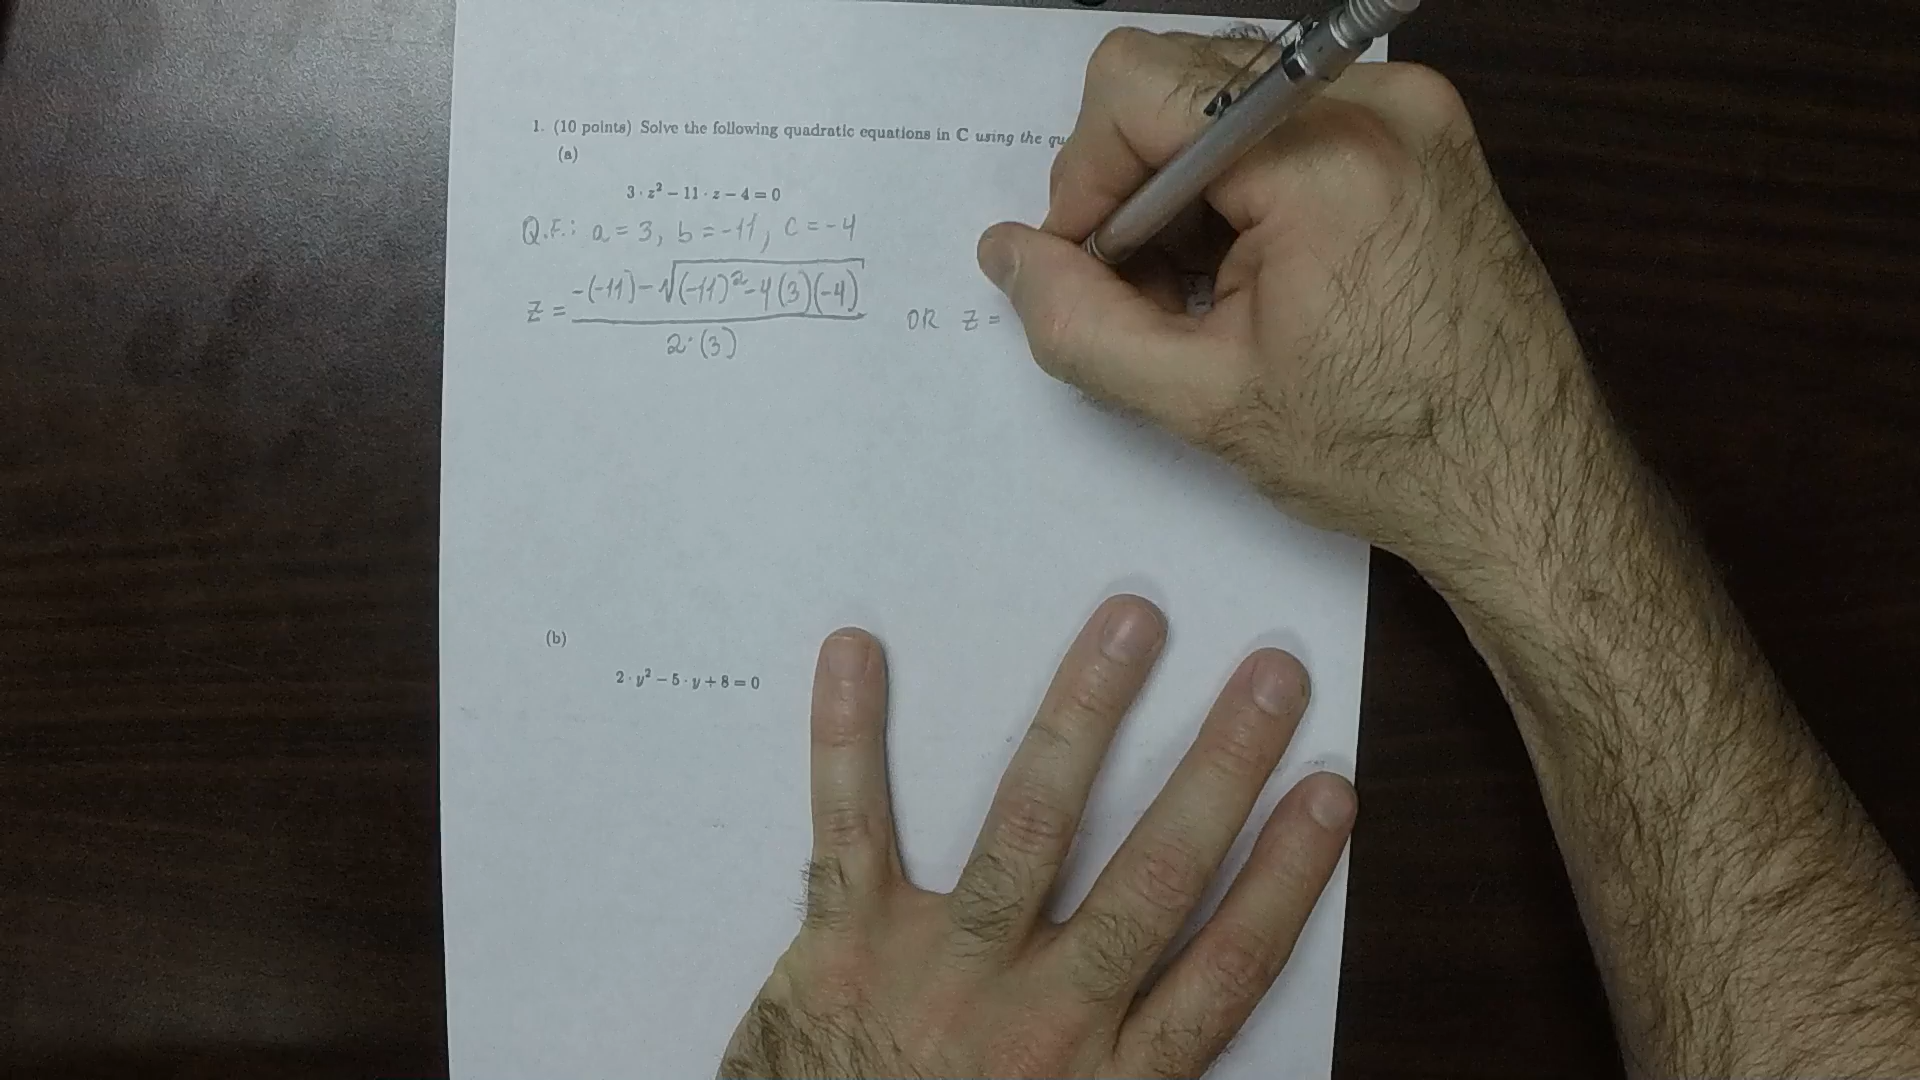 1. (10 points) Solve the following quadratic equations in C using the
(a)
3 · z² − 11 · z − 4 = 0
Q.F.: a = 3, b = -11, c = -4
z = -(-11) - √((-11)² - 4(3)(-4)) / 2·(3) OR z =
(b)
2 · y² − 5 · y + 8 = 0